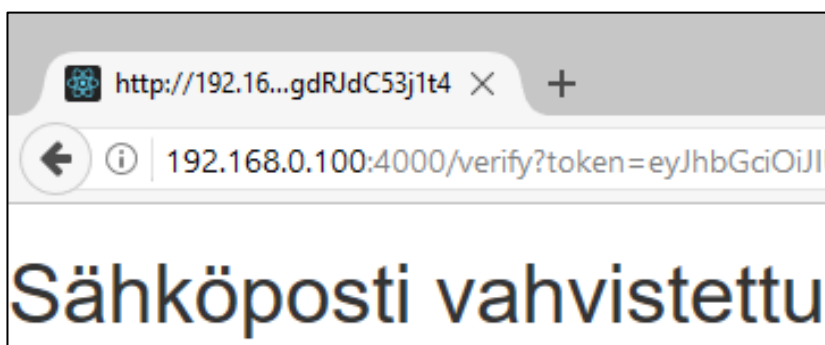 http://192.16...gdRJdC53j1t4
192.168.0.100:4000/verify?token=eyJhbGciOiJI
Sähköposti vahvistettu